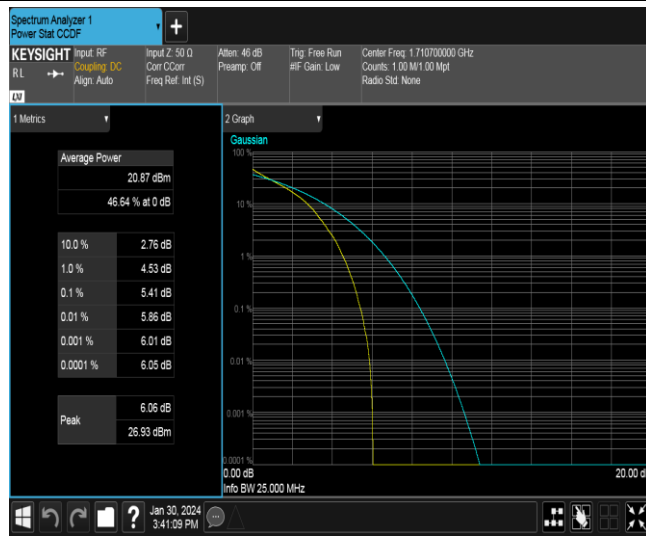 Spectrum Analyzer 1
Power Stat CCDF
+
KEYSIGHT
RL
LXI
Input: RF
Coupling: DC
Align: Auto
Input Z: 50 Ω
Corr CCorr
Freq Ref: Int (S)
Atten: 46 dB
Preamp: Off
Trig: Free Run
#IF Gain: Low
Center Freq: 1.710700000 GHz
Counts: 1.00 M/1.00 Mpt
Radio Std: None
1 Metrics
Average Power
20.87 dBm
46.64 % at 0 dB
10.0 % 2.76 dB
1.0 % 4.53 dB
0.1 % 5.41 dB
0.01 % 5.86 dB
0.001 % 6.01 dB
0.0001 % 6.05 dB
Peak
6.06 dB
26.93 dBm
2 Graph
Gaussian
100 %
10 %
1 %
0.1 %
0.01 %
0.001 %
0.0001 %
0.00 dB
20.00 d
Info BW 25.000 MHz
?
Jan 30, 2024
3:41:09 PM